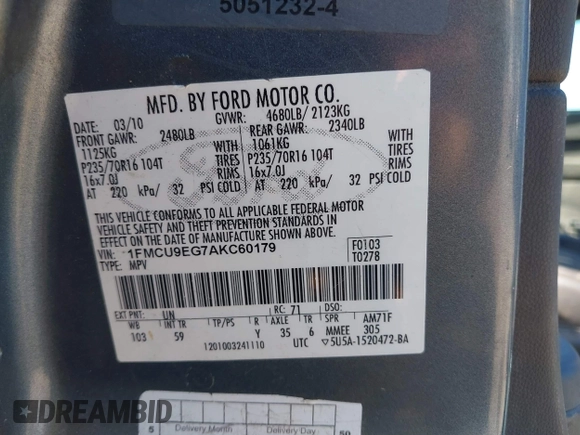 5051232-4
MFD. BY FORD MOTOR CO.
03/10 GVWR: 4680LB/ 2123KG
FRONT GAWR: 2480LB REAR GAWR: 2340LB
1125KG WITH 1061KG WITH
P235/70R16 104T TIRES P235/70R16 104T TIRES
16x7.0J RIMS 16x7.0J RIMS
AT 220 kPa/ 32 PSI COLD AT 220 kPa/ 32 PSI COLD
THIS VEHICLE CONFORMS TO ALL APPLICABLE FEDERAL MOTOR
VEHICLE SAFETY AND THEFT PREVENTION STANDARDS IN
EFFECT ON THE DATE OF MANUFACTURE SHOWN ABOVE.
VIN: 1FMCU9EG7AKC60179 F0103
TYPE: MPV T0278
EXT PNT: UN RC: 71 DSO:
WB INT TR TP/PS R AXLE TR SPR AM71F
103 59 Y 35 6 MMEE 305
1201003241110 UTC ▽5U5A-1520472-BA
5 Delivery Month Delivery Day 50
DREAMBID